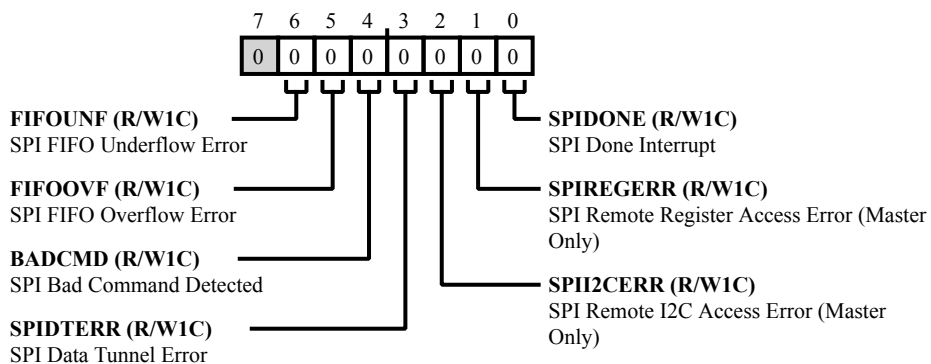 7 6 5 4 3 2 1 0
0 0 0 0 0 0 0 0
FIFOUNF (R/W1C)
SPI FIFO Underflow Error
FIFOOVF (R/W1C)
SPI FIFO Overflow Error
BADCMD (R/W1C)
SPI Bad Command Detected
SPIDTERR (R/W1C)
SPI Data Tunnel Error
SPIDONE (R/W1C)
SPI Done Interrupt
SPIREGERR (R/W1C)
SPI Remote Register Access Error (Master
Only)
SPII2CERR (R/W1C)
SPI Remote I2C Access Error (Master
Only)